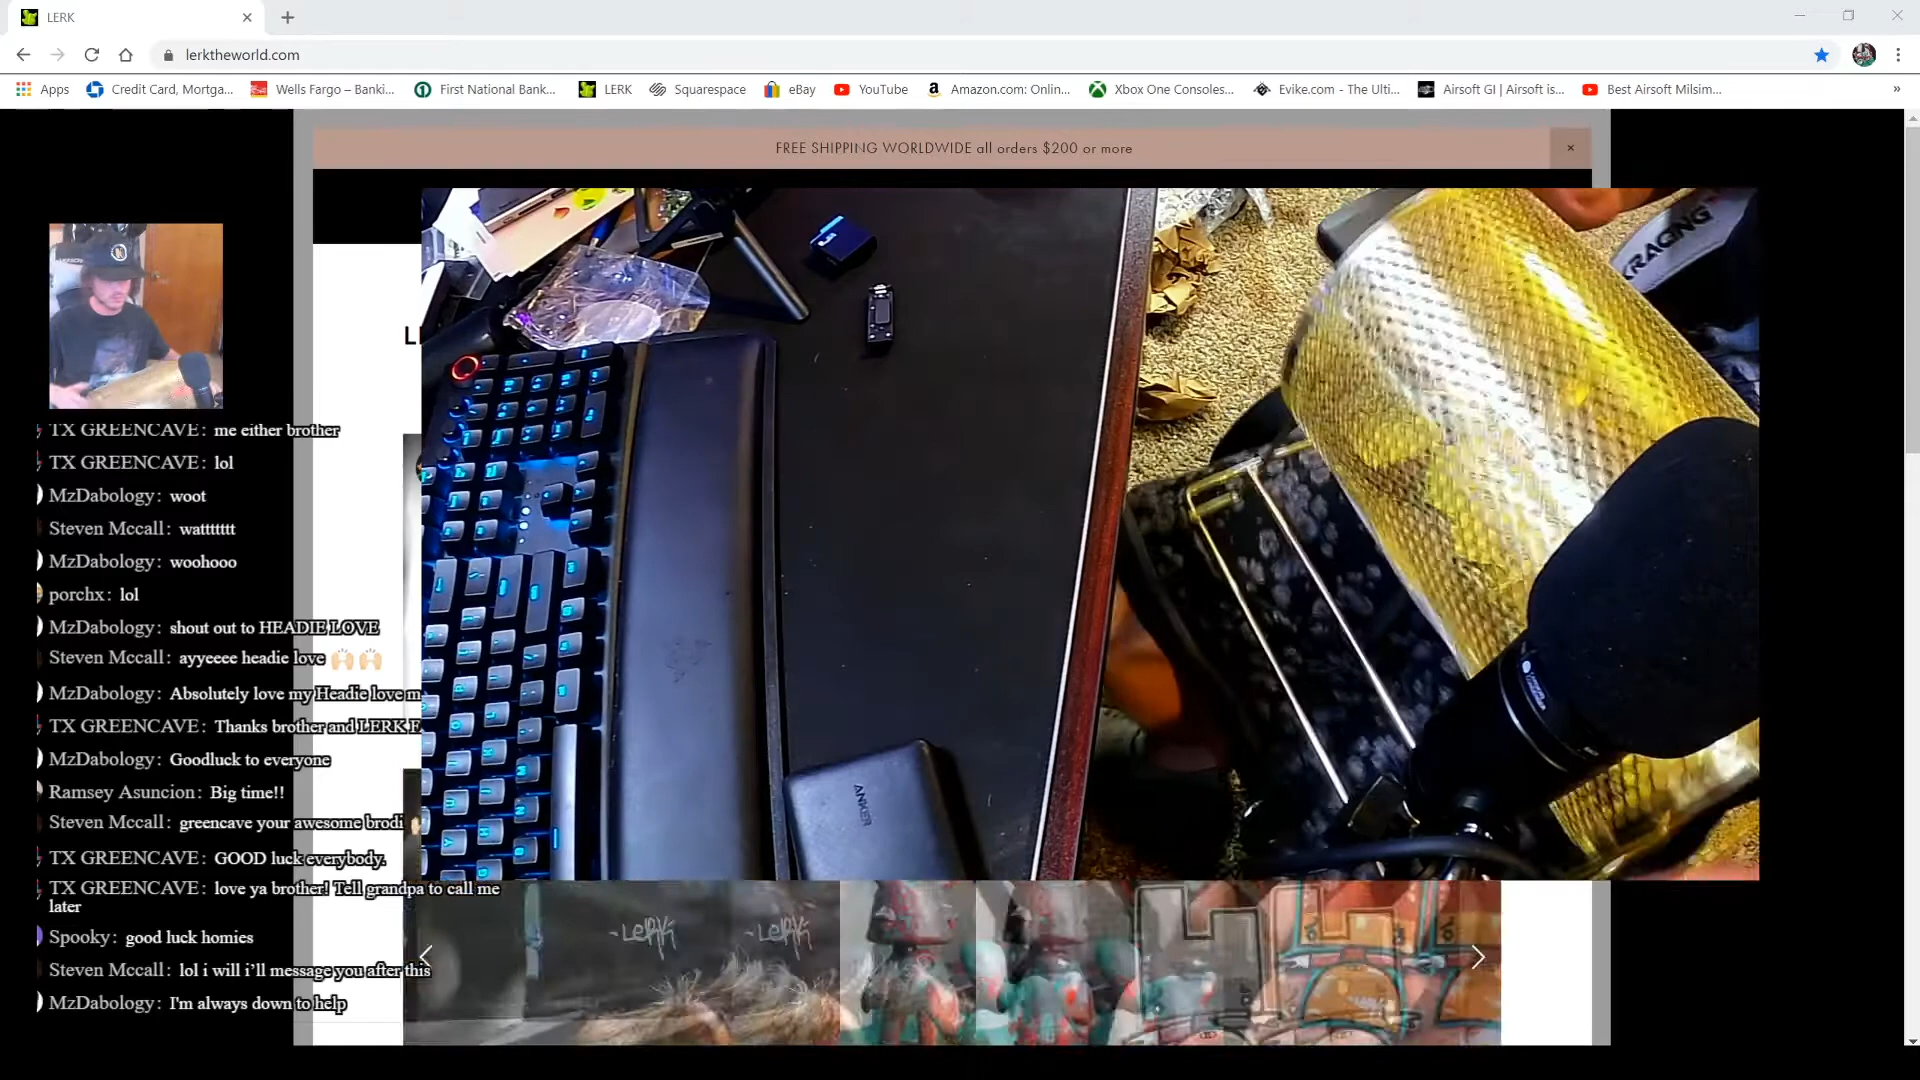 LERK
lerktheworld.com
Apps
Credit Card, Mortga...
Wells Fargo – Banki...
First National Bank...
LERK
Squarespace
eBay
YouTube
Amazon.com: Onlin...
Xbox One Consoles...
Evike.com - The Ulti...
Airsoft GI | Airsoft is...
Best Airsoft Milsim...
»
FREE SHIPPING WORLDWIDE all orders $200 or more
×
RACING
ANKER
TX GREENCAVE: me either brother
TX GREENCAVE: lol
MzDabology: woot
Steven Mccall: wattttttt
MzDabology: woohooo
porchx: lol
MzDabology: shout out to HEADIE LOVE
Steven Mccall: ayyeeee headie love 🙌🏻 🙌🏻
MzDabology: Absolutely love my Headie love m
TX GREENCAVE: Thanks brother and LERK E
MzDabology: Goodluck to everyone
Ramsey Asuncion: Big time!!
Steven Mccall: greencave your awesome brodi
TX GREENCAVE: GOOD luck everybody.
TX GREENCAVE: love ya brother! Tell grandpa to call me
later
Spooky: good luck homies
Steven Mccall: lol i will i’ll message you after this
MzDabology: I'm always down to help
-LeRK
-LeRK